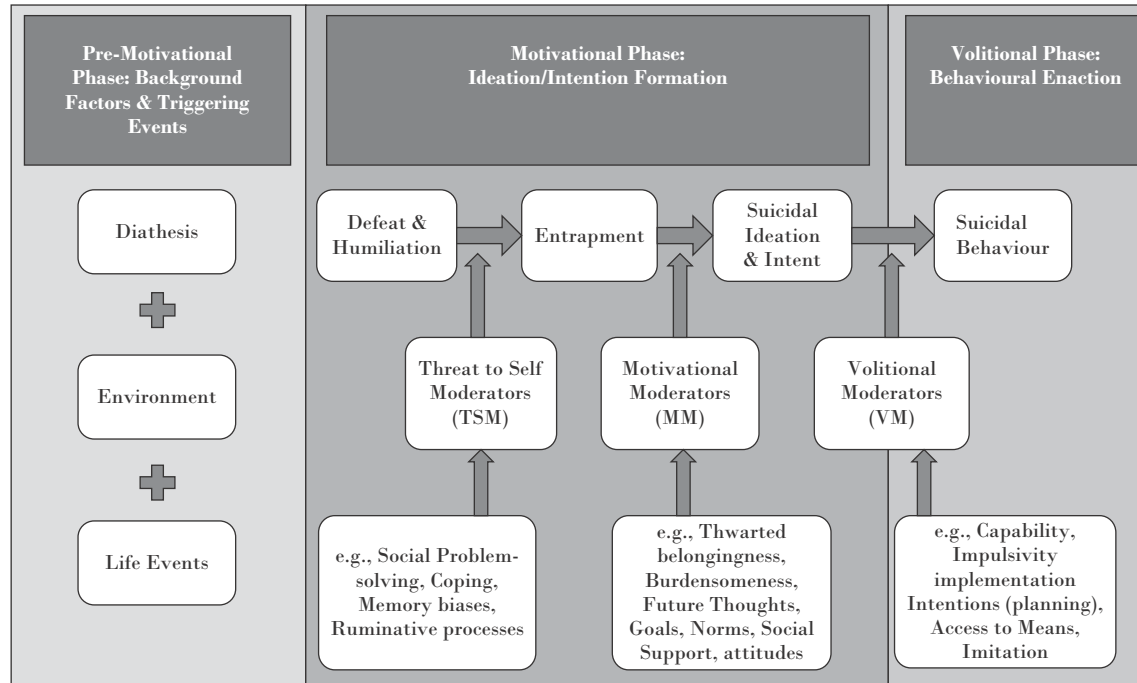 Pre-Motivational
Phase: Background
Factors & Triggering
Events
Motivational Phase:
Ideation/Intention Formation
Volitional Phase:
Behavioural Enaction
Diathesis
Environment
Life Events
Defeat &
Humiliation
Entrapment
Suicidal
Ideation
& Intent
Suicidal
Behaviour
Threat to Self
Moderators
(TSM)
Motivational
Moderators
(MM)
Volitional
Moderators
(VM)
e.g., Social Problem-
solving, Coping,
Memory biases,
Ruminative processes
e.g., Thwarted
belongingness,
Burdensomeness,
Future Thoughts,
Goals, Norms, Social
Support, attitudes
e.g., Capability,
Impulsivity
implementation
Intentions (planning),
Access to Means,
Imitation